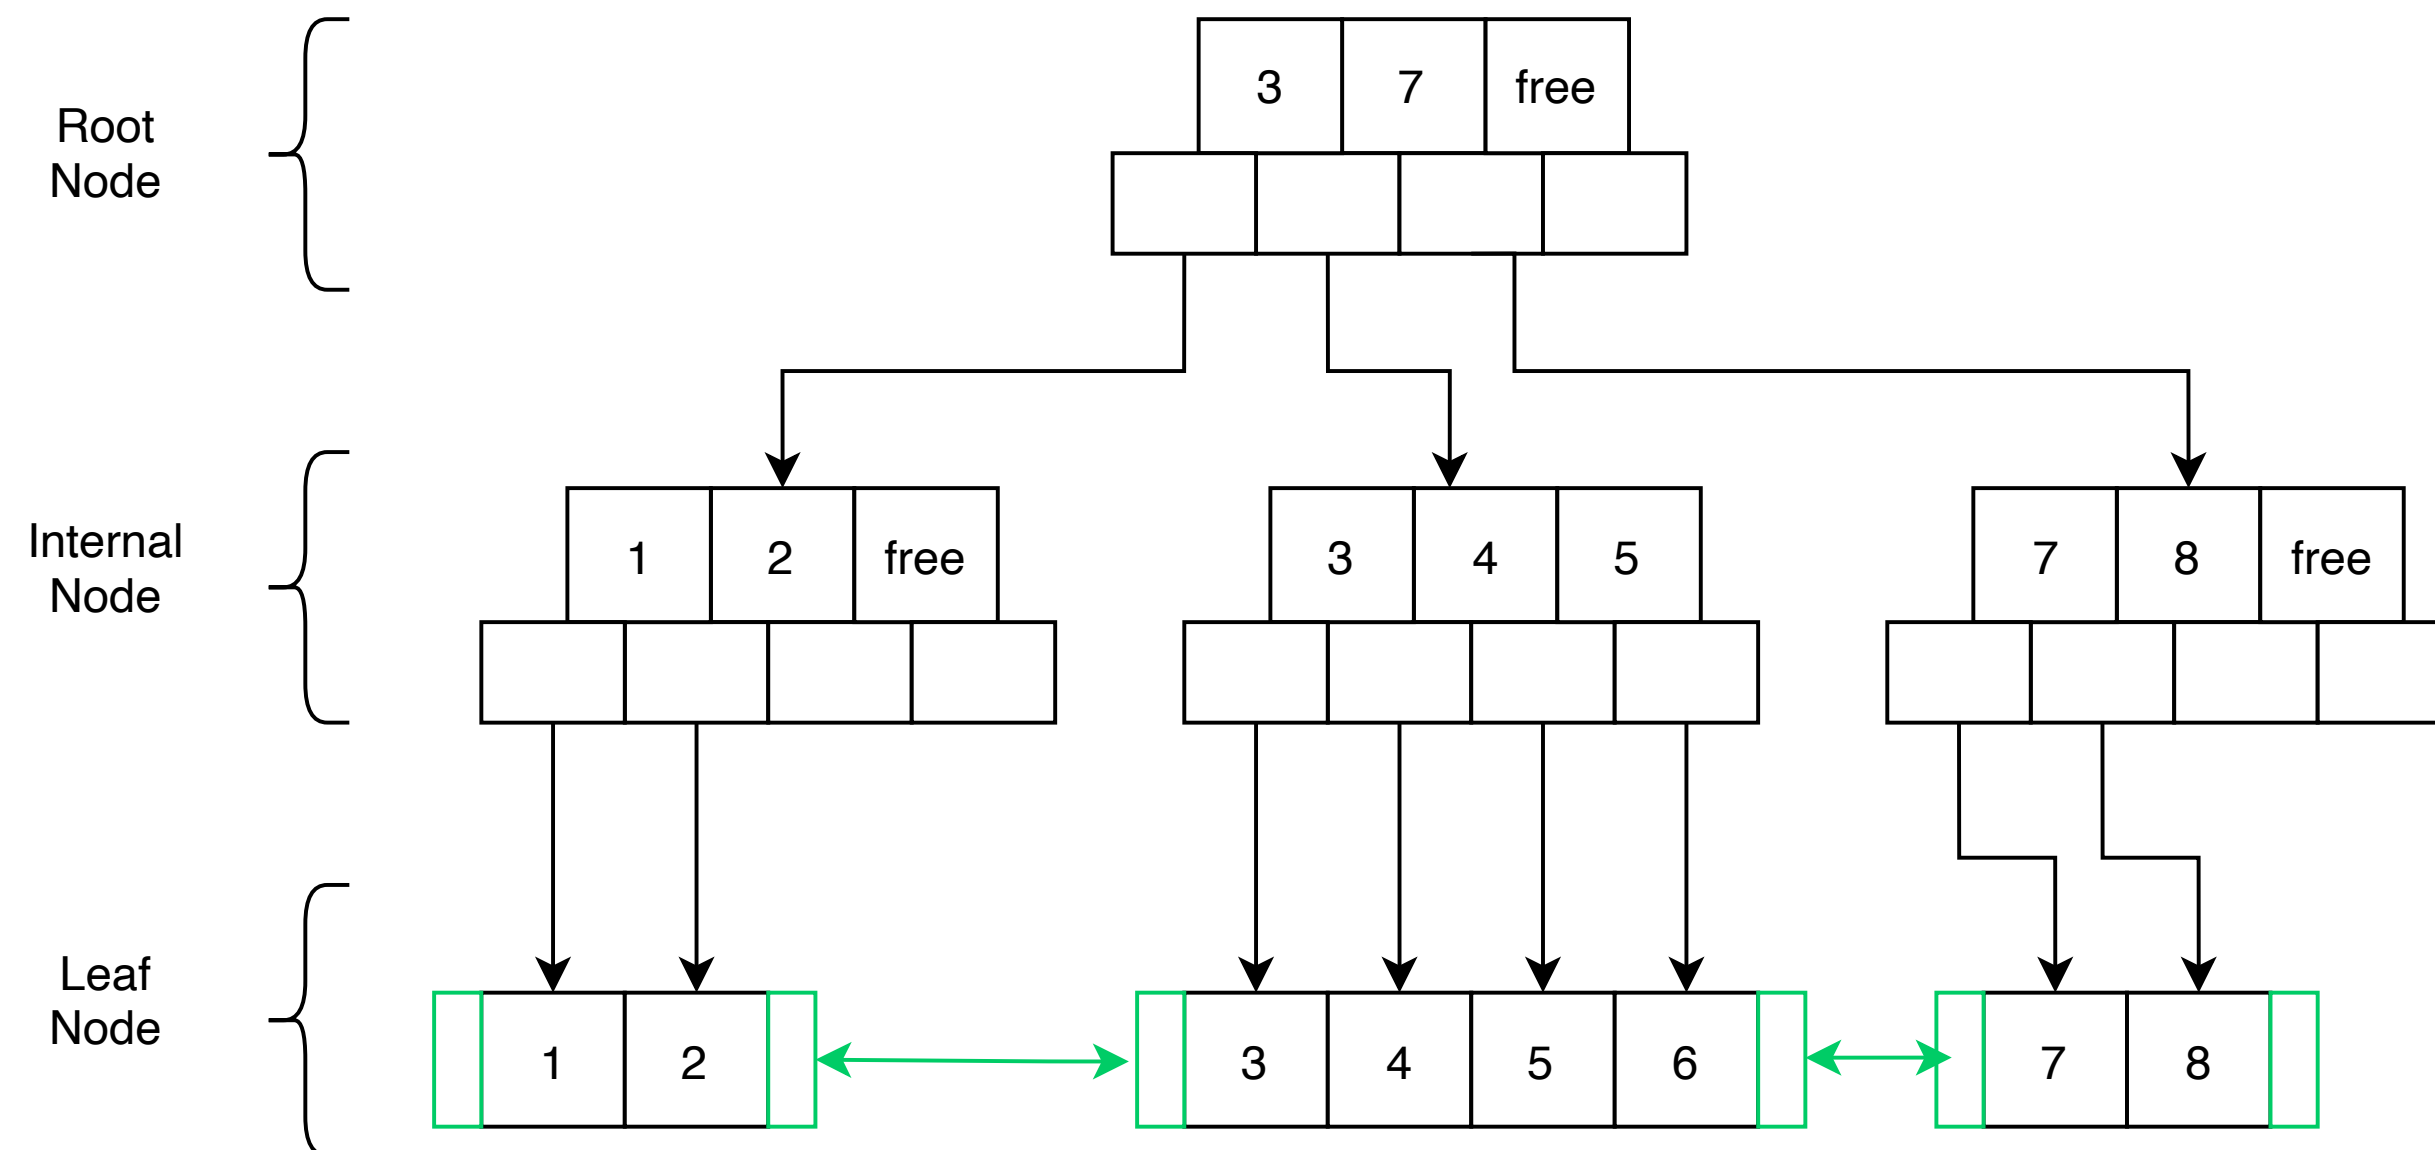 Root
Node
3 7 free
Internal
Node
1 2 free
3 4 5
7 8 free
Leaf
Node
1 2
3 4 5 6
7 8